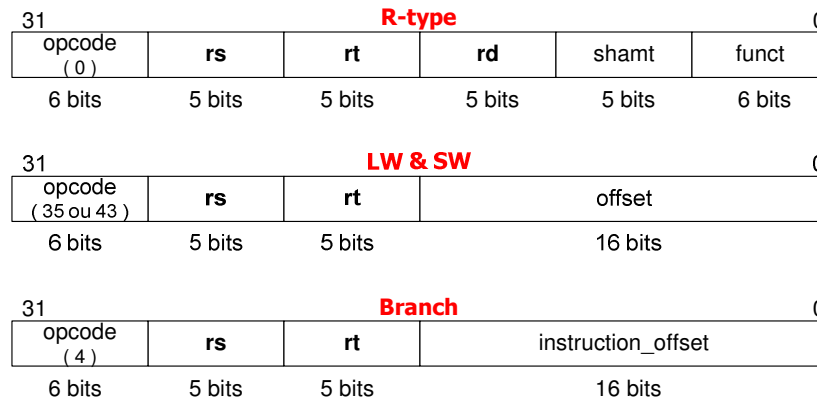 R-type
31 0
opcode rs rt rd shamt funct
( 0 )
6 bits 5 bits 5 bits 5 bits 5 bits 6 bits
LW & SW
31 0
opcode rs rt offset
( 35 ou 43 )
6 bits 5 bits 5 bits 16 bits
Branch
31 0
opcode rs rt instruction_offset
( 4 )
6 bits 5 bits 5 bits 16 bits